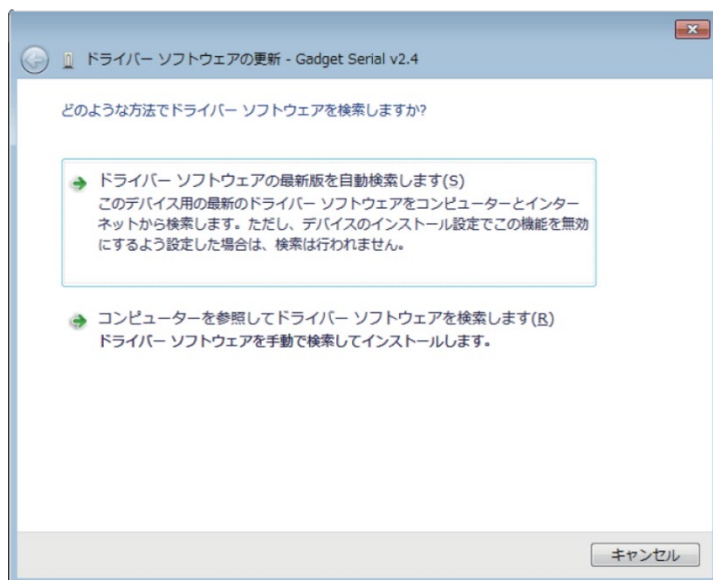 ドライバー ソフトウェアの更新 - Gadget Serial v2.4
どのような方法でドライバー ソフトウェアを検索しますか?
ドライバー ソフトウェアの最新版を自動検索します(S)
このデバイス用の最新のドライバー ソフトウェアをコンピューターとインター
ネットから検索します。ただし、デバイスのインストール設定でこの機能を無効
にするよう設定した場合は、検索は行われません。
コンピューターを参照してドライバー ソフトウェアを検索します(R)
ドライバー ソフトウェアを手動で検索してインストールします。
キャンセル